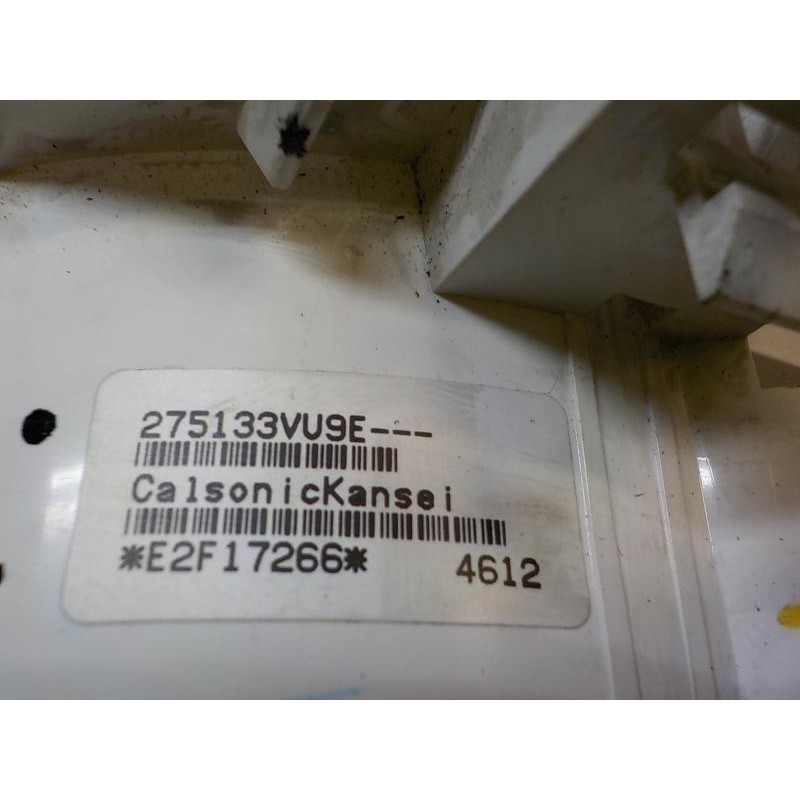 275133VU9E---
CalsonicKansei
*E2F17266* 4612